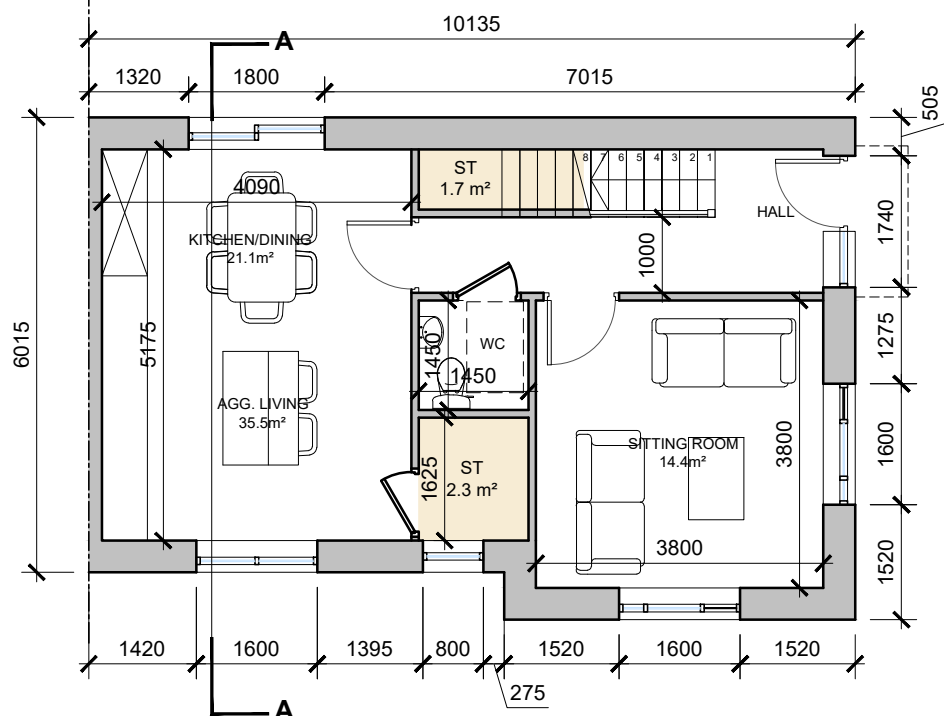 10135
A
1320
1800
7015
505
ST
1.7 m²
8
7
6
5
4
3
2
1
4090
HALL
1740
KITCHEN/DINING
21.1m²
1000
6015
5175
1275
WC
1450
1450
AGG. LIVING
35.5m²
SITTING ROOM
14.4m²
3800
1600
ST
2.3 m²
1625
3800
1520
1420
1600
1395
800
1520
1600
1520
275
A